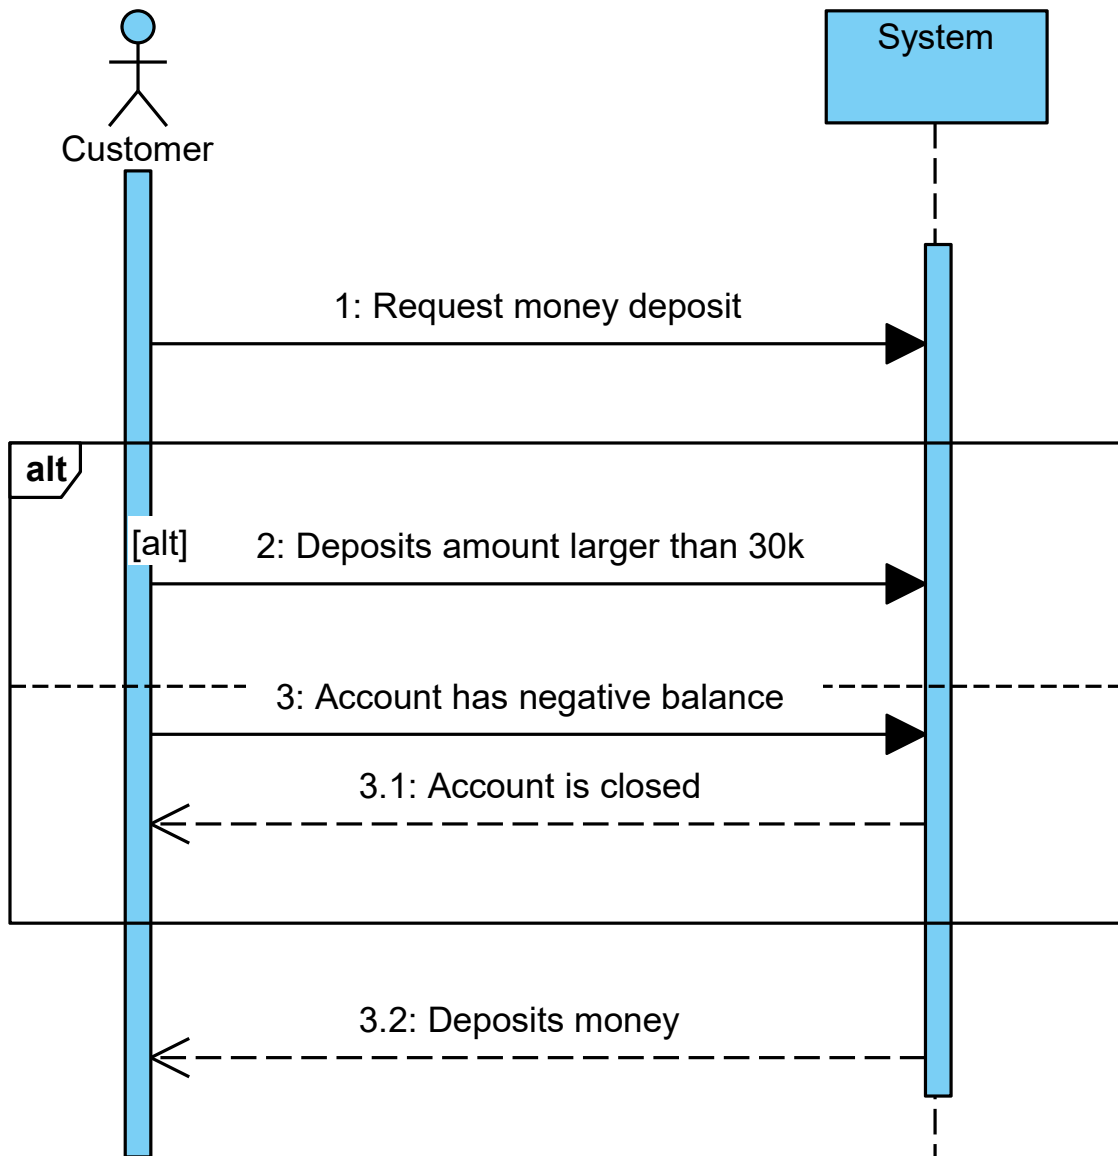 System
Customer
1: Request money deposit
alt
[alt]
2: Deposits amount larger than 30k
3: Account has negative balance
3.1: Account is closed
3.2: Deposits money